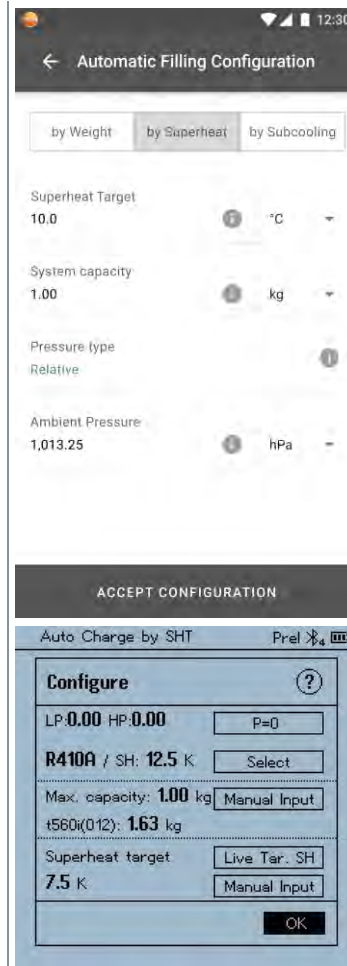 12:30
← Automatic Filling Configuration
by Weight by Superheat by Subcooling
Superheat Target
10.0 °C
System capacity
1.00 kg
Pressure type
Relative
Ambient Pressure
1,013.25 hPa
ACCEPT CONFIGURATION
Auto Charge by SHT Prel 4
Configure ?
LP:0.00 HP:0.00 P=0
R410A / SH: 12.5 K Select
Max. capacity: 1.00 kg Manual Input
t560i(012): 1.63 kg
Superheat target Live Tar. SH
7.5 K Manual Input
OK